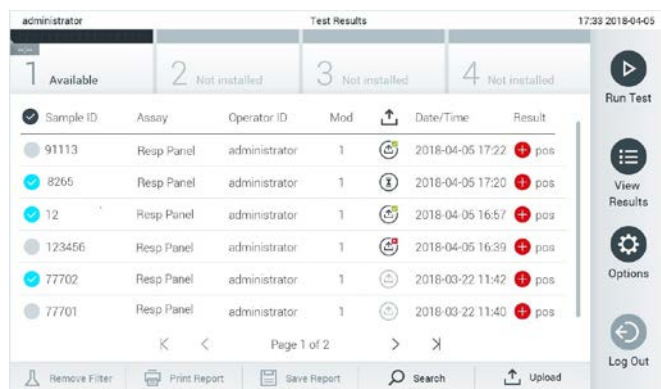 administrator Test Results 17:33 2018-04-05
1 Available 2 Not installed 3 Not installed 4 Not installed
Run Test
Sample ID Assay Operator ID Mod Date/Time Result
91113 Resp Panel administrator 1 2018-04-05 17:22 pos
8265 Resp Panel administrator 1 2018-04-05 17:20 pos
View Results
12 Resp Panel administrator 1 2018-04-05 16:57 pos
123456 Resp Panel administrator 1 2018-04-05 16:39 pos
77702 Resp Panel administrator 1 2018-03-22 11:42 pos
Options
77701 Resp Panel administrator 1 2018-03-22 11:40 pos
Page 1 of 2
Log Out
Remove Filter Print Report Save Report Search Upload